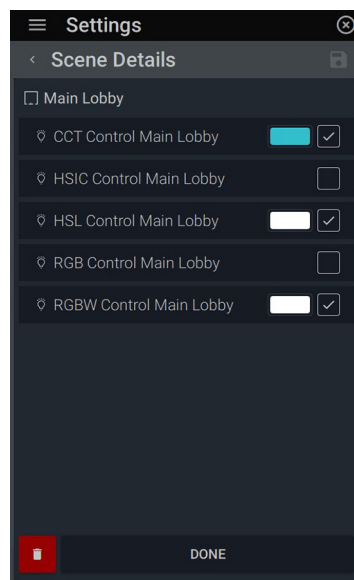 Settings
Scene Details
Main Lobby
CCT Control Main Lobby
HSIC Control Main Lobby
HSL Control Main Lobby
RGB Control Main Lobby
RGBW Control Main Lobby
DONE